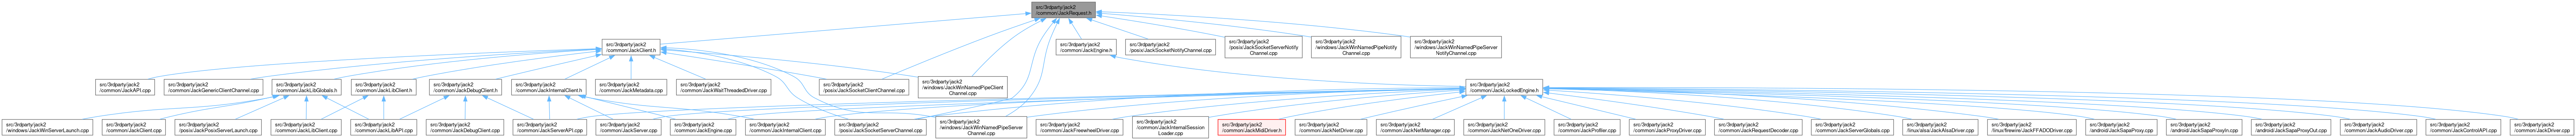 src/3rdparty/jack2
/common/JackRequest.h
src/3rdparty/jack2
/common/JackClient.h
src/3rdparty/jack2
/common/JackEngine.h
src/3rdparty/jack2
/posix/JackSocketNotifyChannel.cpp
src/3rdparty/jack2
/posix/JackSocketServerNotify
Channel.cpp
src/3rdparty/jack2
/windows/JackWinNamedPipeNotify
Channel.cpp
src/3rdparty/jack2
/windows/JackWinNamedPipeServer
NotifyChannel.cpp
src/3rdparty/jack2
/common/JackAPI.cpp
src/3rdparty/jack2
/common/JackGenericClientChannel.cpp
src/3rdparty/jack2
/common/JackLibGlobals.h
src/3rdparty/jack2
/common/JackLibClient.h
src/3rdparty/jack2
/common/JackDebugClient.h
src/3rdparty/jack2
/common/JackInternalClient.h
src/3rdparty/jack2
/common/JackMetadata.cpp
src/3rdparty/jack2
/common/JackWaitThreadedDriver.cpp
src/3rdparty/jack2
/posix/JackSocketClientChannel.cpp
src/3rdparty/jack2
/windows/JackWinNamedPipeClient
Channel.cpp
src/3rdparty/jack2
/common/JackLockedEngine.h
src/3rdparty/jack2
/windows/JackWinServerLaunch.cpp
src/3rdparty/jack2
/common/JackClient.cpp
src/3rdparty/jack2
/posix/JackPosixServerLaunch.cpp
src/3rdparty/jack2
/common/JackLibClient.cpp
src/3rdparty/jack2
/common/JackLibAPI.cpp
src/3rdparty/jack2
/common/JackDebugClient.cpp
src/3rdparty/jack2
/common/JackServerAPI.cpp
src/3rdparty/jack2
/common/JackServer.cpp
src/3rdparty/jack2
/common/JackEngine.cpp
src/3rdparty/jack2
/common/JackInternalClient.cpp
src/3rdparty/jack2
/posix/JackSocketServerChannel.cpp
src/3rdparty/jack2
/windows/JackWinNamedPipeServer
Channel.cpp
src/3rdparty/jack2
/common/JackFreewheelDriver.cpp
src/3rdparty/jack2
/common/JackInternalSession
Loader.cpp
src/3rdparty/jack2
/common/JackMidiDriver.h
src/3rdparty/jack2
/common/JackNetDriver.cpp
src/3rdparty/jack2
/common/JackNetManager.cpp
src/3rdparty/jack2
/common/JackNetOneDriver.cpp
src/3rdparty/jack2
/common/JackProfiler.cpp
src/3rdparty/jack2
/common/JackProxyDriver.cpp
src/3rdparty/jack2
/common/JackRequestDecoder.cpp
src/3rdparty/jack2
/common/JackServerGlobals.cpp
src/3rdparty/jack2
/linux/alsa/JackAlsaDriver.cpp
src/3rdparty/jack2
/linux/firewire/JackFFADODriver.cpp
src/3rdparty/jack2
/android/JackSapaProxy.cpp
src/3rdparty/jack2
/android/JackSapaProxyIn.cpp
src/3rdparty/jack2
/android/JackSapaProxyOut.cpp
src/3rdparty/jack2
/common/JackAudioDriver.cpp
src/3rdparty/jack2
/common/JackControlAPI.cpp
src/3rdparty/jack2
/common/JackDriver.cpp